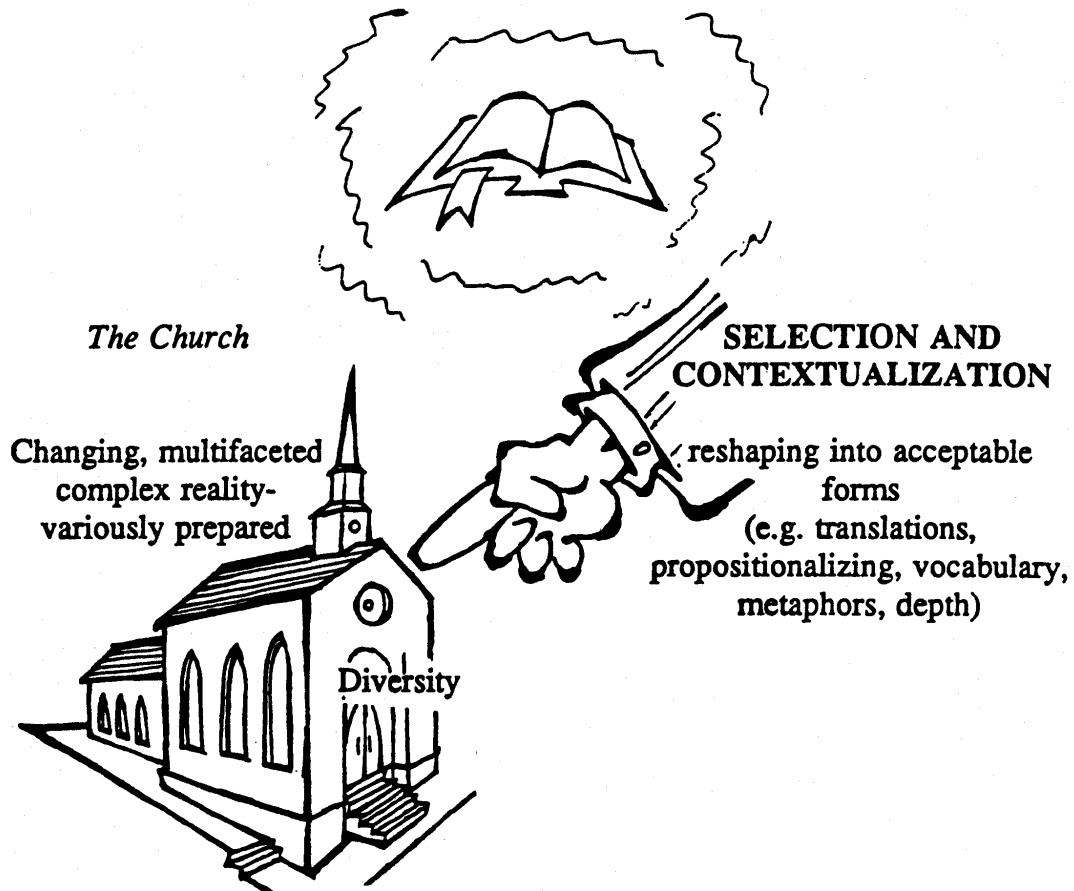 The Church
Changing, multifaceted
complex reality-
variously prepared
Diversity
SELECTION AND
CONTEXTUALIZATION
reshaping into acceptable
forms
(e.g. translations,
propositionalizing, vocabulary,
metaphors, depth)